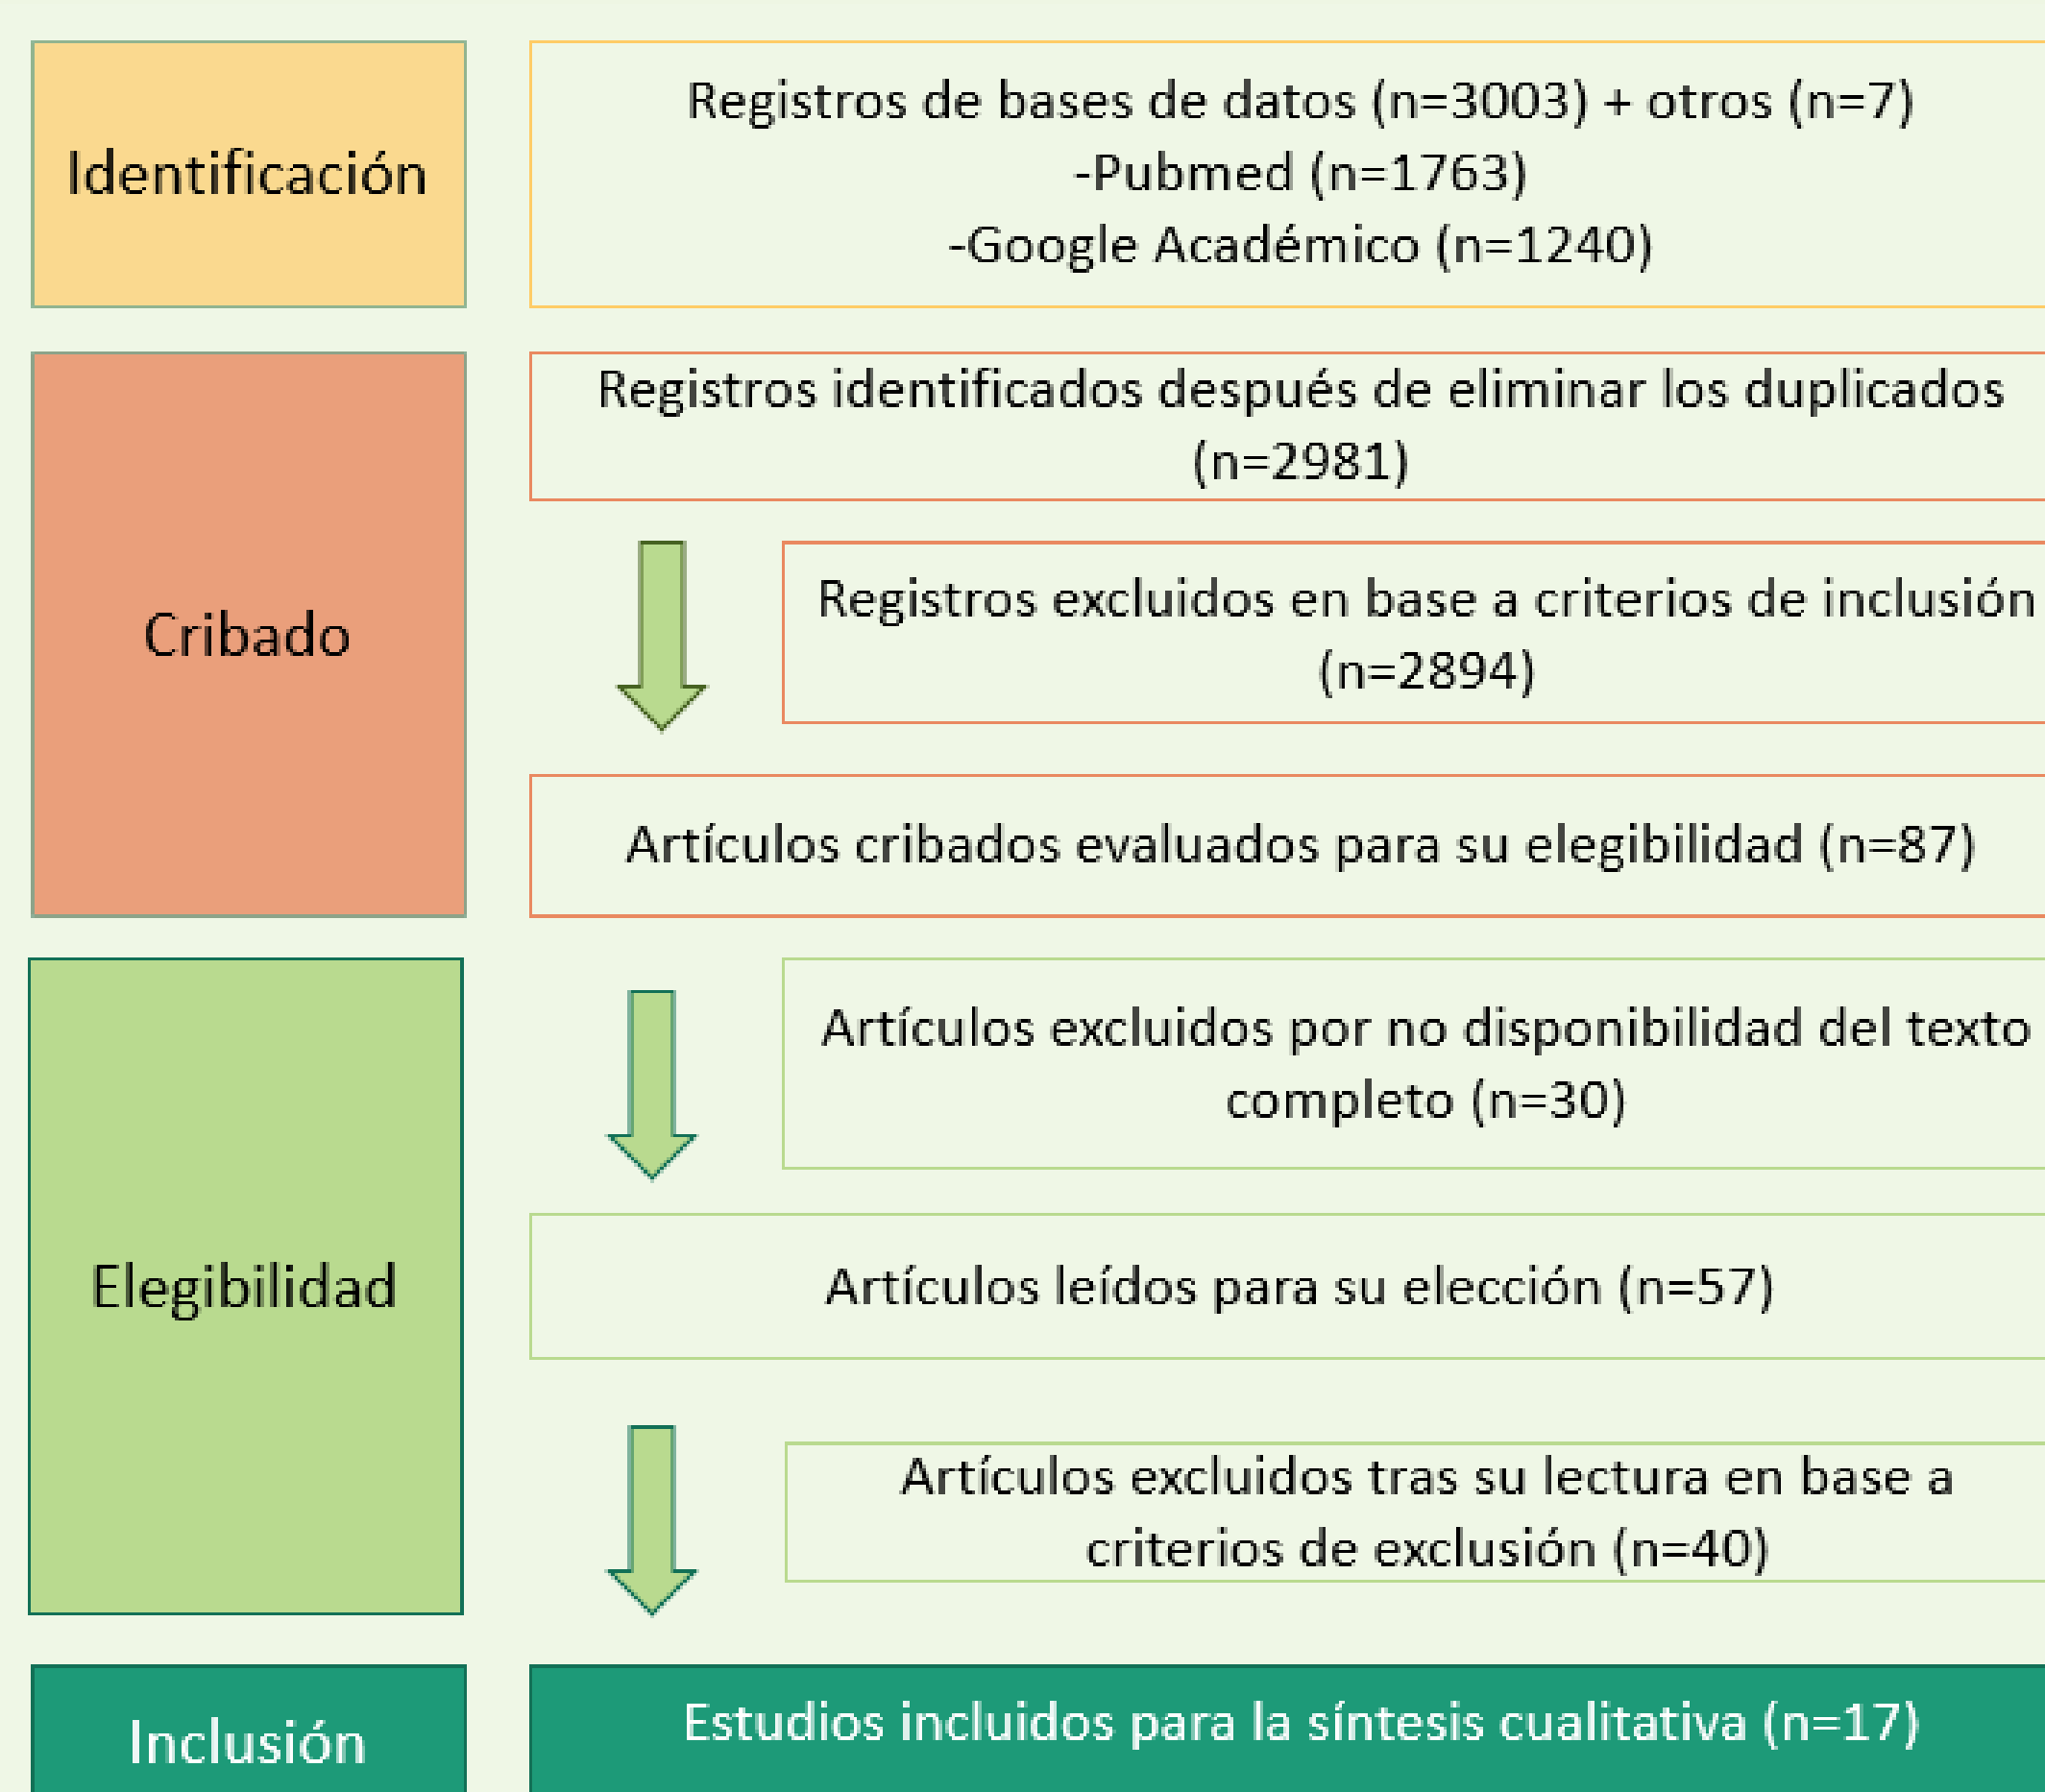 Identificación
Registros de bases de datos (n=3003) + otros (n=7)
-Pubmed (n=1763)
-Google Académico (n=1240)
Cribado
Registros identificados después de eliminar los duplicados
(n=2981)
Registros excluidos en base a criterios de inclusión
(n=2894)
Artículos cribados evaluados para su elegibilidad (n=87)
Elegibilidad
Artículos excluidos por no disponibilidad del texto
completo (n=30)
Artículos leídos para su elección (n=57)
Artículos excluidos tras su lectura en base a
criterios de exclusión (n=40)
Inclusión
Estudios incluidos para la síntesis cualitativa (n=17)